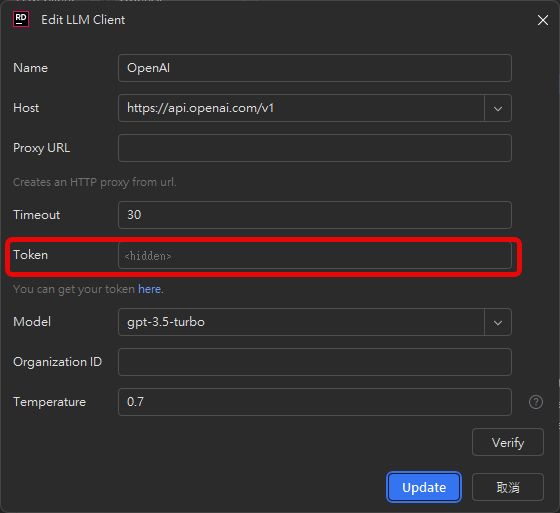 RD Edit LLM Client
Name OpenAI
Host https://api.openai.com/v1
Proxy URL
Creates an HTTP proxy from url.
Timeout 30
Token <hidden>
You can get your token here.
Model gpt-3.5-turbo
Organization ID
Temperature 0.7 ?
Verify
Update 取消